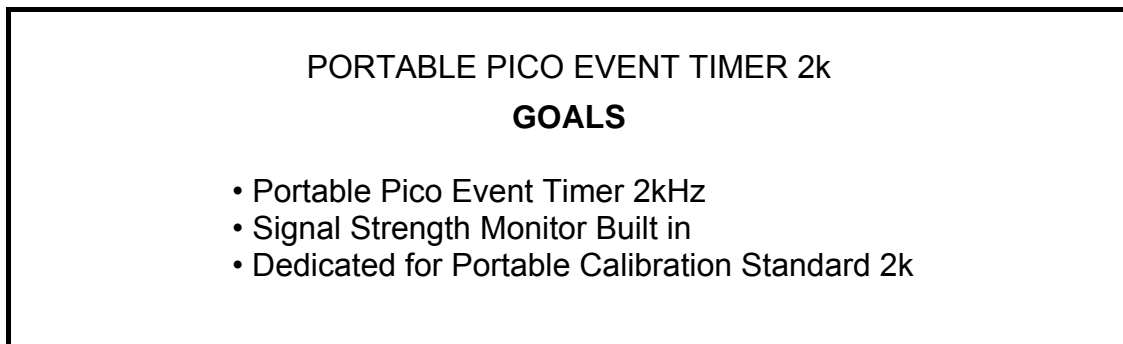 PORTABLE PICO EVENT TIMER 2k
GOALS
• Portable Pico Event Timer 2kHz
• Signal Strength Monitor Built in
• Dedicated for Portable Calibration Standard 2k